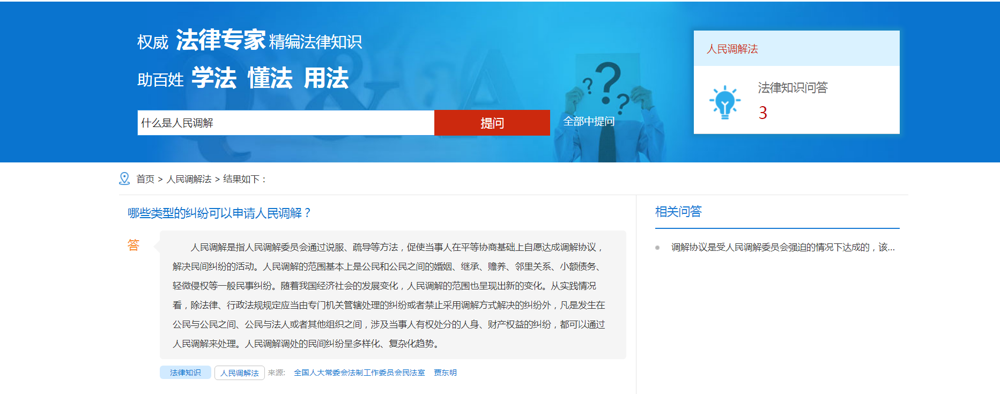 权威 法律专家 精编法律知识
助百姓 学法 懂法 用法
什么是人民调解
提问
全部中提问
人民调解法
法律知识问答
3
首页 > 人民调解法 > 结果如下：
哪些类型的纠纷可以申请人民调解？
答
人民调解是指人民调解委员会通过说服、疏导等方法，促使当事人在平等协商基础上自愿达成调解协议，
解决民间纠纷的活动。人民调解的范围基本上是公民和公民之间的婚姻、继承、赡养、邻里关系、小额债务、
轻微侵权等一般民事纠纷。随着我国经济社会的发展变化，人民调解的范围也呈现出新的变化。从实践情况
看，除法律、行政法规规定应当由专门机关管辖处理的纠纷或者禁止采用调解方式解决的纠纷外，凡是发生在
公民与公民之间、公民与法人或者其他组织之间，涉及当事人有权处分的人身、财产权益的纠纷，都可以通过
人民调解来处理。人民调解调处的民间纠纷呈多样化、复杂化趋势。
法律知识 人民调解法 来源: 全国人大常委会法制工作委员会民法室 贾东明
相关问答
调解协议是受人民调解委员会强迫的情况下达成的，该...
Q&A
? ? ?